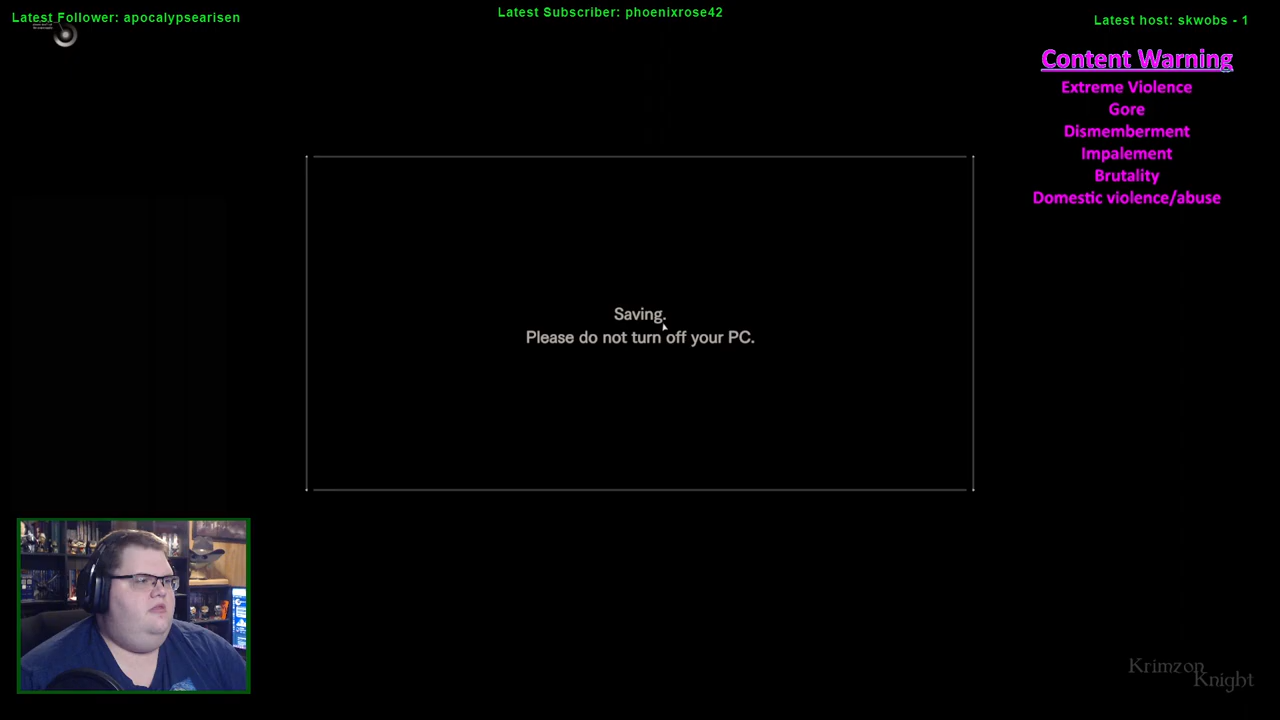 Latest Follower: apocalypsearisen
Latest Subscriber: phoenixrose42
Latest host: skwobs - 1
Content Warning
Extreme Violence
Gore
Dismemberment
Impalement
Brutality
Domestic violence/abuse
Saving.
Please do not turn off your PC.
Krimzon
Knight